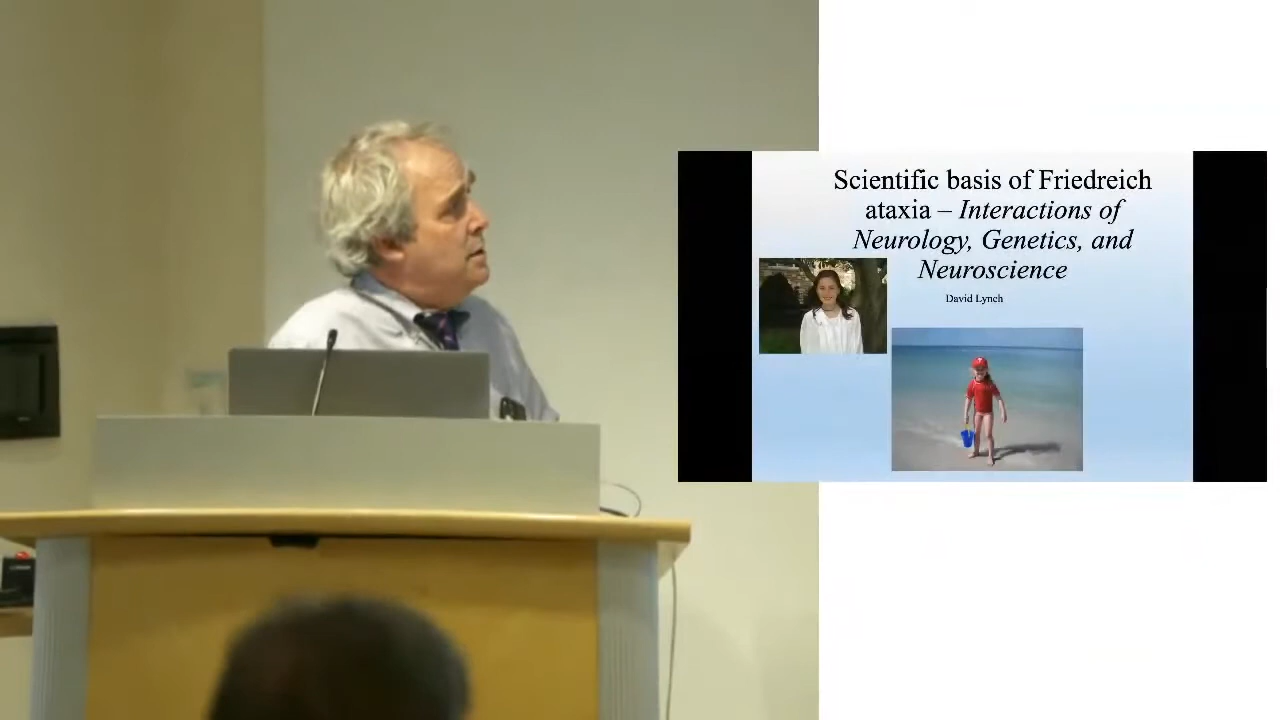 Scientific basis of Friedreich
ataxia – Interactions of
Neurology, Genetics, and
Neuroscience
David Lynch